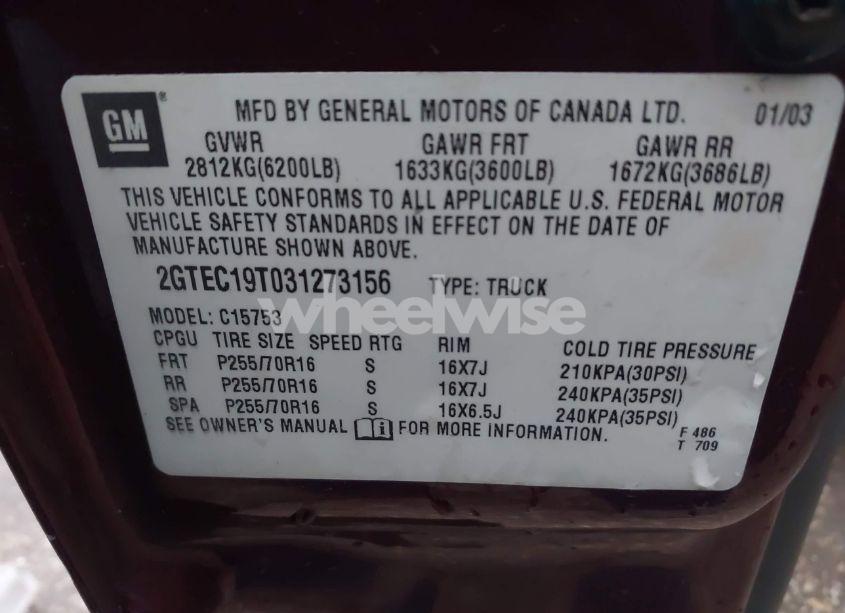 GM® MFD BY GENERAL MOTORS OF CANADA LTD. 01/03
GVWR GAWR FRT GAWR RR
2812KG(6200LB) 1633KG(3600LB) 1672KG(3686LB)
THIS VEHICLE CONFORMS TO ALL APPLICABLE U.S. FEDERAL MOTOR
VEHICLE SAFETY STANDARDS IN EFFECT ON THE DATE OF
MANUFACTURE SHOWN ABOVE.
2GTEC19T031273156 TYPE: TRUCK
wheelwise
MODEL: C15753
CPGU TIRE SIZE SPEED RTG RIM COLD TIRE PRESSURE
FRT P255/70R16 S 16X7J 210KPA(30PSI)
RR P255/70R16 S 16X7J 240KPA(35PSI)
SPA P255/70R16 S 16X6.5J 240KPA(35PSI)
SEE OWNER'S MANUAL i FOR MORE INFORMATION. F 486
T 709